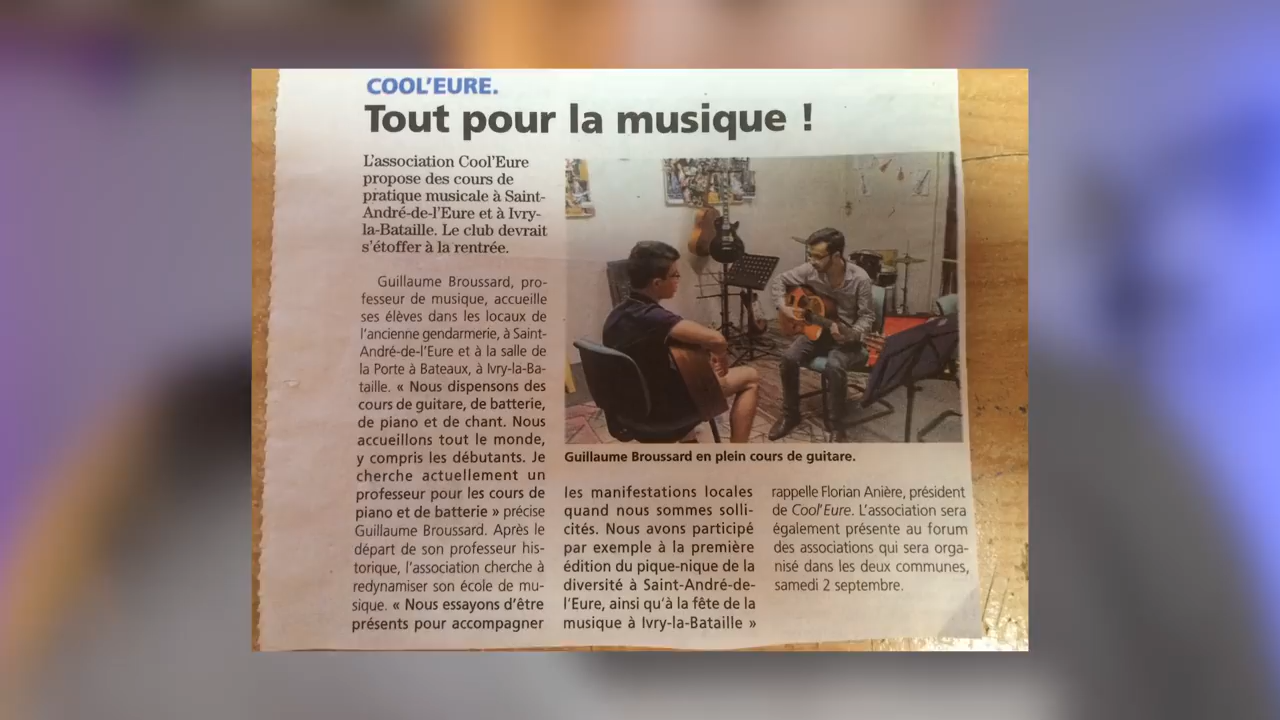 COOL'EURE.
Tout pour la musique !
L'association Cool'Eure
propose des cours de
pratique musicale à Saint-
André-de-l'Eure et à Ivry-
la-Bataille. Le club devrait
s'étoffer à la rentrée.
Guillaume Broussard, pro-
fesseur de musique, accueille
ses élèves dans les locaux de
l'ancienne gendarmerie, à Saint-
André-de-l'Eure et à la salle de
la Porte à Bateaux, à Ivry-la-Ba-
taille. « Nous dispensons des
cours de guitare, de batterie,
de piano et de chant. Nous
accueillons tout le monde,
y compris les débutants. Je
cherche actuellement un
professeur pour les cours de
piano et de batterie » précise
Guillaume Broussard. Après le
départ de son professeur his-
torique, l'association cherche à
redynamiser son école de mu-
sique. « Nous essayons d'être
présents pour accompagner
Guillaume Broussard en plein cours de guitare.
les manifestations locales
quand nous sommes solli-
cités. Nous avons participé
par exemple à la première
édition du pique-nique de la
diversité à Saint-André-de-
l'Eure, ainsi qu'à la fête de la
musique à Ivry-la-Bataille »
rappelle Florian Anière, président
de Cool'Eure. L'association sera
également présente au forum
des associations qui sera orga-
nisé dans les deux communes,
samedi 2 septembre.